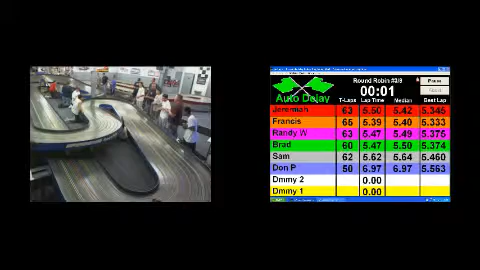 Round Robin #3/8
Pause
00:01
Auto Delay
T-Laps Lap Time Median Best Lap
Jeremiah 63 5.50 5.42 5.345
Francis 65 5.39 5.40 5.333
Randy W 63 5.47 5.49 5.375
Brad 60 5.47 5.50 5.374
Sam 62 5.62 5.64 5.460
Don P 50 6.97 6.97 5.563
Dmmy 2 0.00
Dmmy 1 0.00